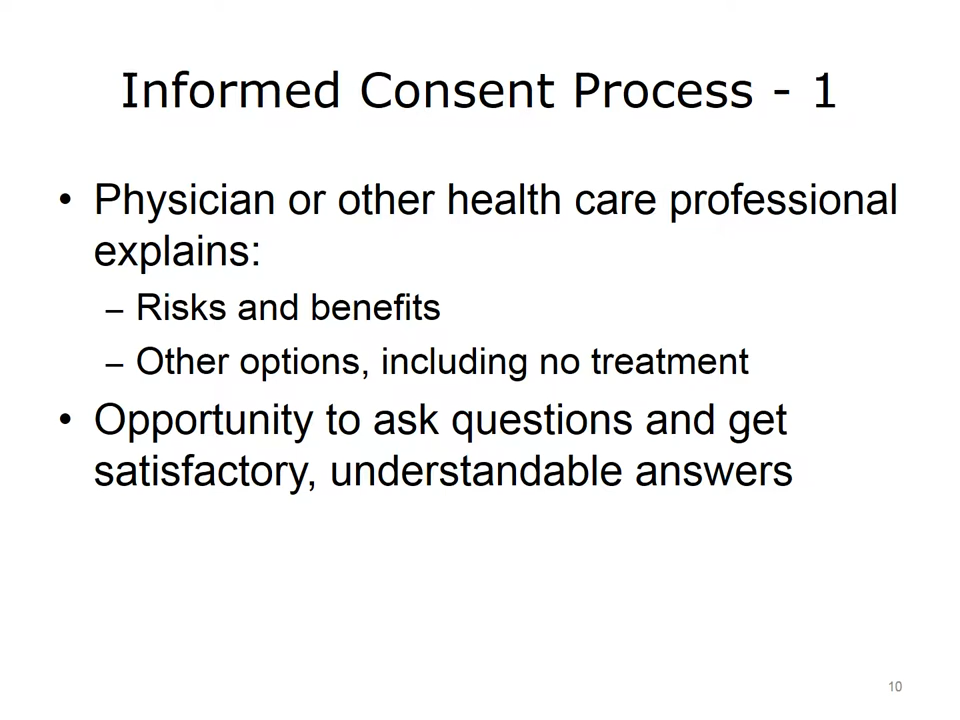 Informed Consent Process - 1
• Physician or other health care professional
explains:
– Risks and benefits
– Other options, including no treatment
• Opportunity to ask questions and get
satisfactory, understandable answers
10